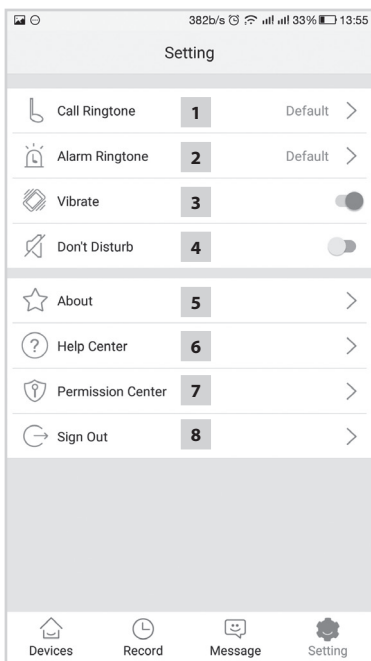 382b/s 33% 13:55
Setting
Call Ringtone 1 Default
Alarm Ringtone 2 Default
Vibrate 3
Don't Disturb 4
About 5
Help Center 6
Permission Center 7
Sign Out 8
Devices Record Message Setting